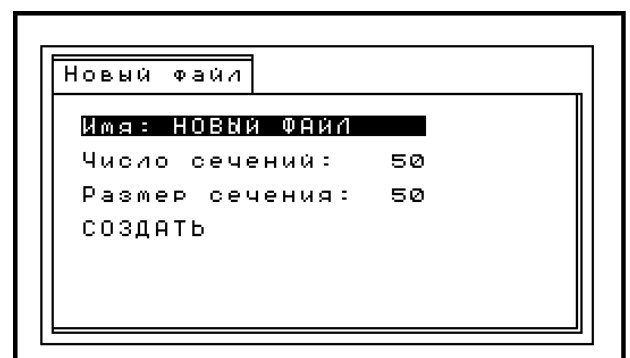 Новый файл
Имя: НОВЫЙ ФАЙЛ
Число сечений: 50
Размер сечения: 50
СОЗДАТЬ